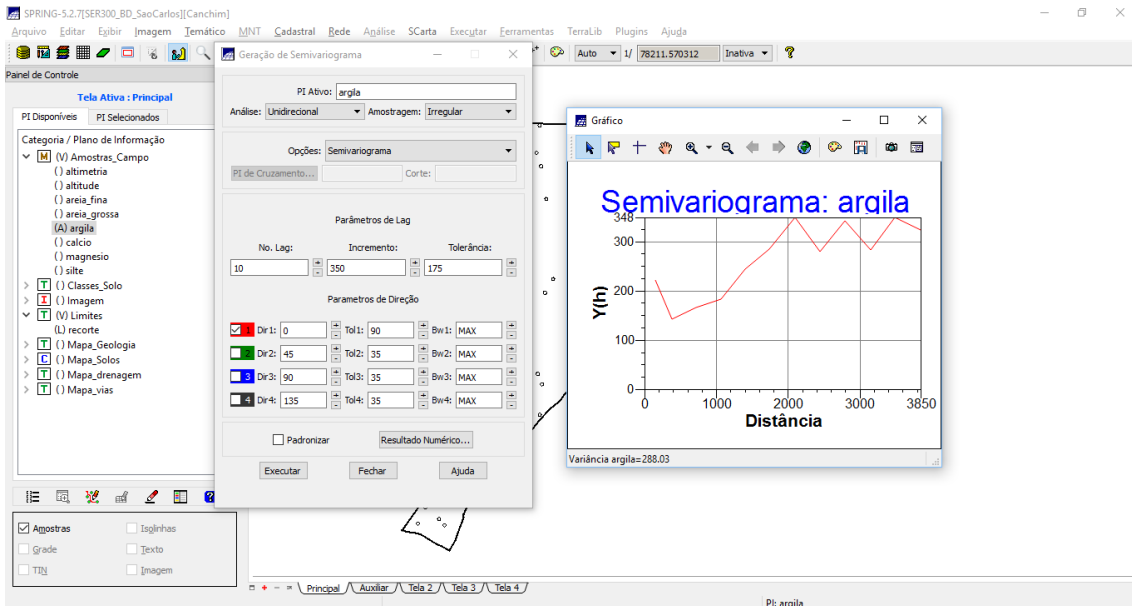 SPRING-5.2.7[SER300_BD_SaoCarlos][Canchim]
Arquivo Editar Exibir Imagem Temático MNT Cadastral Rede Análise SCarta Executar Ferramentas TerraLib Plugins Ajuda
Auto 1/ 78211.570312 Inativa
Painel de Controle
Tela Ativa : Principal
PI Disponíveis PI Selecionados
Categoria / Plano de Informação
M (V) Amostras_Campo
() altimetria
() altitude
() areia_fina
() areia_grossa
(A) argila
() calcio
() magnesio
() silte
T () Classes_Solo
I () Imagem
T (V) Limites
(L) recorte
T () Mapa_Geologia
C () Mapa_Solos
T () Mapa_drenagem
T () Mapa_vias
Amostras Isolinhas
Grade Texto
TIN Imagem
Geração de Semivariograma
PI Ativo: argila
Análise: Unidirecional Amostragem: Irregular
Opções: Semivariograma
PI de Cruzamento... Corte:
Parâmetros de Lag
No. Lag: Incremento: Tolerância:
10 350 175
Parametros de Direção
1 Dir1: 0 Tol1: 90 Bw1: MAX
2 Dir2: 45 Tol2: 35 Bw2: MAX
3 Dir3: 90 Tol3: 35 Bw3: MAX
4 Dir4: 135 Tol4: 35 Bw4: MAX
Padronizar Resultado Numérico...
Executar Fechar Ajuda
Gráfico
Semivariograma: argila
348
300
200
100
0
Y(h)
0 1000 2000 3000 3850
Distância
Variância argila=288.03
Principal Auxiliar Tela 2 Tela 3 Tela 4
PI: argila